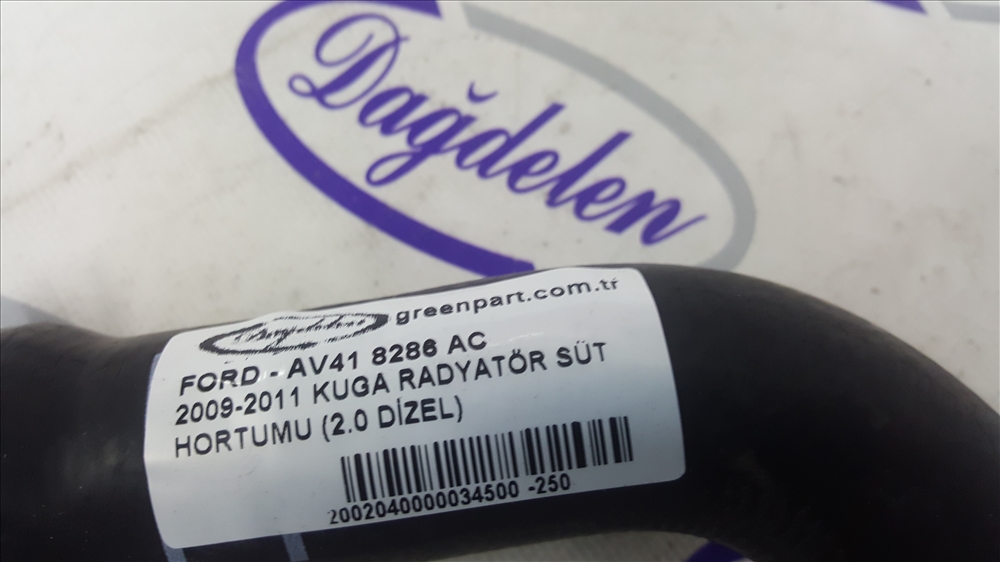 Dağdelen
greenpart.com.tr
FORD - AV41 8286 AC
2009-2011 KUGA RADYATÖR SÜT
HORTUMU (2.0 DİZEL)
2002040000034500 -250